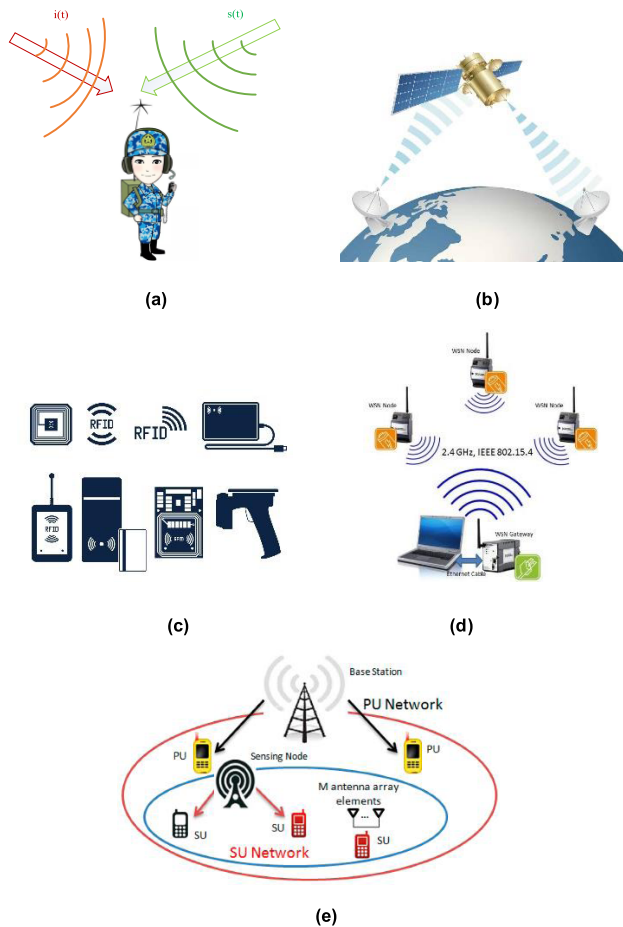 i(t)
s(t)
(a)
(b)
RFID
RFID
RFID
(c)
WSN Node
WSN Node
WSN Node
2.4 GHz, IEEE 802.15.4
WSN Gateway
Ethernet Cable
(d)
Base Station
PU Network
PU
Sensing Node
PU
M antenna array
elements
...
SU
SU
SU
SU Network
(e)